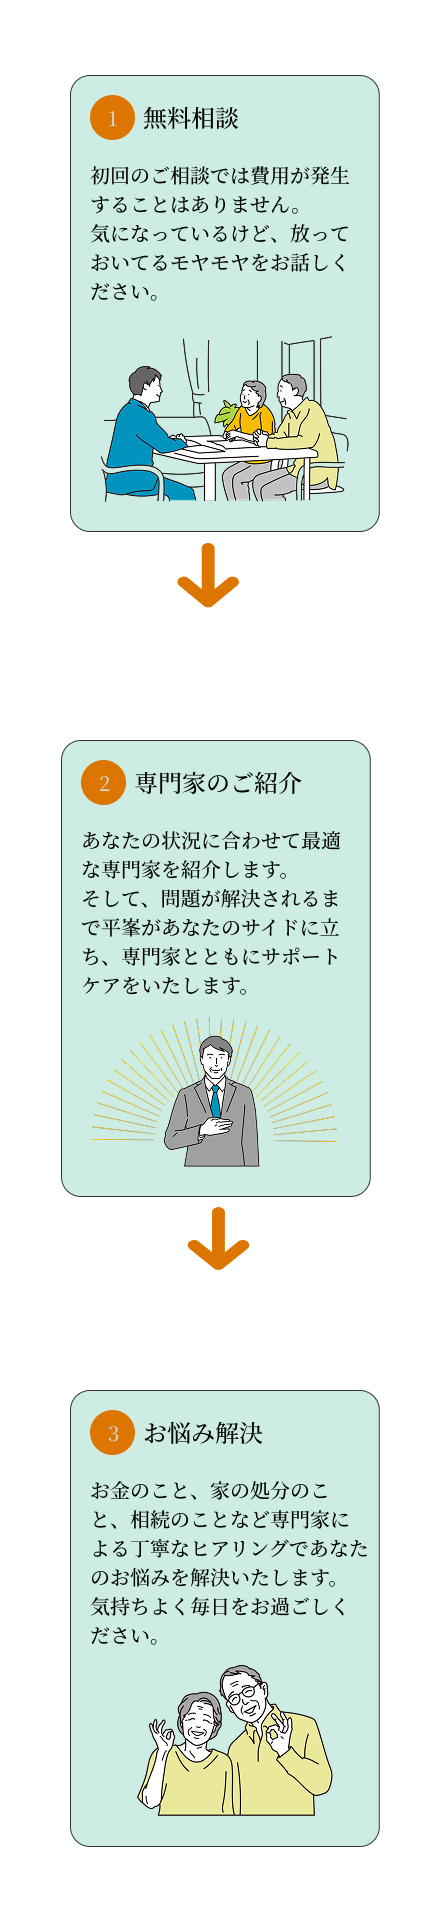 1 無料相談
初回のご相談では費用が発生
することはありません。
気になっているけど、放って
おいてるモヤモヤをお話しく
ださい。
2 専門家のご紹介
あなたの状況に合わせて最適
な専門家を紹介します。
そして、問題が解決されるま
で平峯があなたのサイドに立
ち、専門家とともにサポート
ケアをいたします。
3 お悩み解決
お金のこと、家の処分のこ
と、相続のことなど専門家に
よる丁寧なヒアリングであなた
のお悩みを解決いたします。
気持ちよく毎日をお過ごしく
ださい。